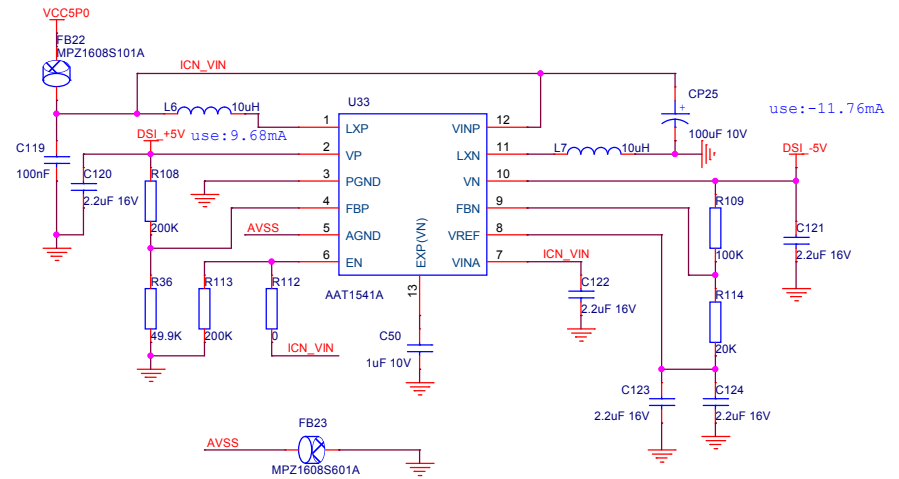 VCC5P0
FB22
MPZ1608S101A
ICN_VIN
L6
10uH
U33
CP25
100uF 10V
use:-11.76mA
DSI_+5V
use:9.68mA
1
LXP
VINP
12
2
VP
LXN
11
L7
10uH
DSI_-5V
3
PGND
VN
10
4
FBP
FBN
9
AVSS
5
AGND
VREF
8
6
EN
VINA
7
ICN_VIN
EXP(VN)
13
AAT1541A
C119
100nF
C120
2.2uF 16V
R108
200K
R109
100K
C121
2.2uF 16V
R36
49.9K
R113
200K
R112
0
ICN_VIN
C50
1uF 10V
C122
2.2uF 16V
R114
20K
C123
2.2uF 16V
C124
2.2uF 16V
FB23
AVSS
MPZ1608S601A